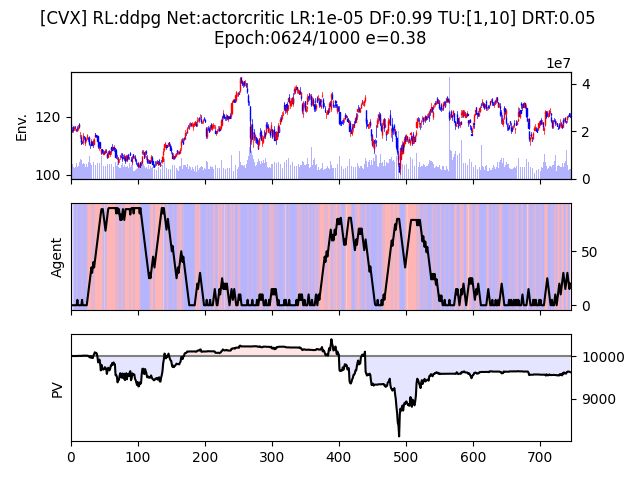 [CVX] RL:ddpg Net:actorcritic LR:1e-05 DF:0.99 TU:[1,10] DRT:0.05
Epoch:0624/1000 e=0.38
1e7
Env.
120
100
4
2
0
Agent
50
0
PV
10000
9000
0
100
200
300
400
500
600
700